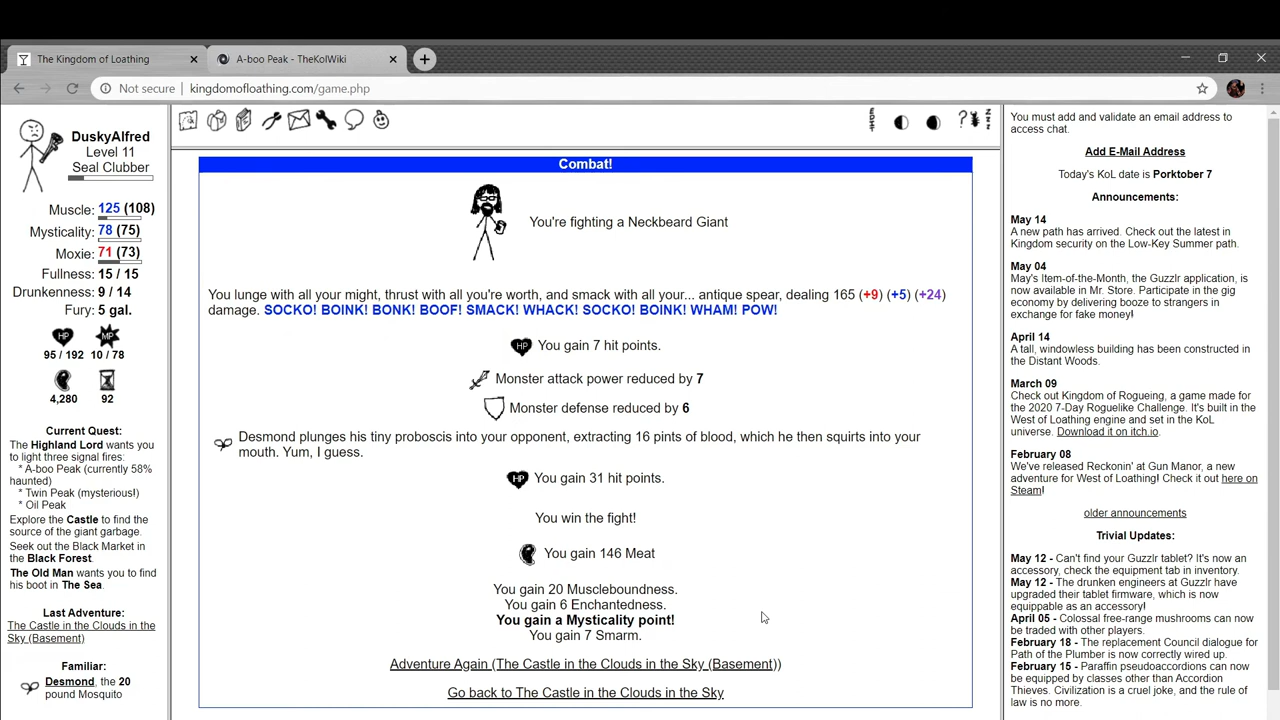 The Kingdom of Loathing
A-boo Peak - TheKolWiki
Not secure | kingdomofloathing.com/game.php
DuskyAlfred
Level 11
Seal Clubber
Muscle: 125 (108)
Mysticality: 78 (75)
Moxie: 71 (73)
Fullness: 15 / 15
Drunkenness: 9 / 14
Fury: 5 gal.
HP MP
95 / 192 10 / 78
4,280 92
Current Quest:
The Highland Lord wants you
to light three signal fires:
* A-boo Peak (currently 58%
haunted)
* Twin Peak (mysterious!)
* Oil Peak
Explore the Castle to find the
source of the giant garbage.
Seek out the Black Market in
the Black Forest.
The Old Man wants you to find
his boot in The Sea.
Last Adventure:
The Castle in the Clouds in the
Sky (Basement)
Familiar:
Desmond, the 20
pound Mosquito
Combat!
You're fighting a Neckbeard Giant
You lunge with all your might, thrust with all you're worth, and smack with all your... antique spear, dealing 165 (+9) (+5) (+24)
damage. SOCKO! BOINK! BONK! BOOF! SMACK! WHACK! SOCKO! BOINK! WHAM! POW!
HP You gain 7 hit points.
Monster attack power reduced by 7
Monster defense reduced by 6
Desmond plunges his tiny proboscis into your opponent, extracting 16 pints of blood, which he then squirts into your
mouth. Yum, I guess.
HP You gain 31 hit points.
You win the fight!
You gain 146 Meat
You gain 20 Muscleboundness.
You gain 6 Enchantedness.
You gain a Mysticality point!
You gain 7 Smarm.
Adventure Again (The Castle in the Clouds in the Sky (Basement))
Go back to The Castle in the Clouds in the Sky
You must add and validate an email address to
access chat.
Add E-Mail Address
Today's KoL date is Porktober 7
Announcements:
May 14
A new path has arrived. Check out the latest in
Kingdom security on the Low-Key Summer path.
May 04
May's Item-of-the-Month, the Guzzlr application, is
now available in Mr. Store. Participate in the gig
economy by delivering booze to strangers in
exchange for fake money!
April 14
A tall, windowless building has been constructed in
the Distant Woods.
March 09
Check out Kingdom of Rogueing, a game made for
the 2020 7-Day Roguelike Challenge. It's built in the
West of Loathing engine and set in the KoL
universe. Download it on itch.io.
February 08
We've released Reckonin' at Gun Manor, a new
adventure for West of Loathing! Check it out here on
Steam!
older announcements
Trivial Updates:
May 12 - Can't find your Guzzlr tablet? It's now an
accessory, check the equipment tab in inventory.
May 12 - The drunken engineers at Guzzlr have
upgraded their tablet firmware, which is now
equippable as an accessory!
April 05 - Colossal free-range mushrooms can now
be traded with other players.
February 18 - The replacement Council dialogue for
Path of the Plumber is now correctly wired up.
February 15 - Paraffin pseudoaccordions can now
be equipped by classes other than Accordion
Thieves. Civilization is a cruel joke, and the rule of
law is no more.